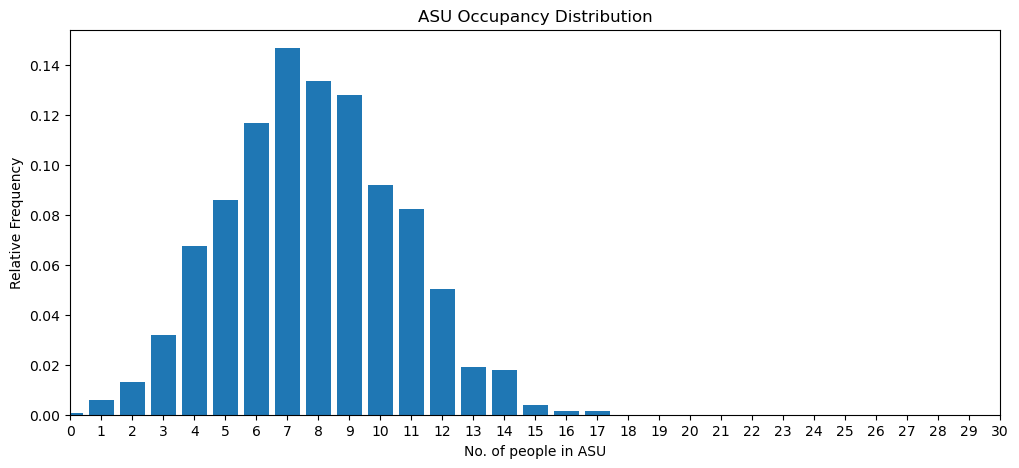 ASU Occupancy Distribution
Relative Frequency
0.14
0.12
0.10
0.08
0.06
0.04
0.02
0.00
0 1 2 3 4 5 6 7 8 9 10 11 12 13 14 15 16 17 18 19 20 21 22 23 24 25 26 27 28 29 30
No. of people in ASU